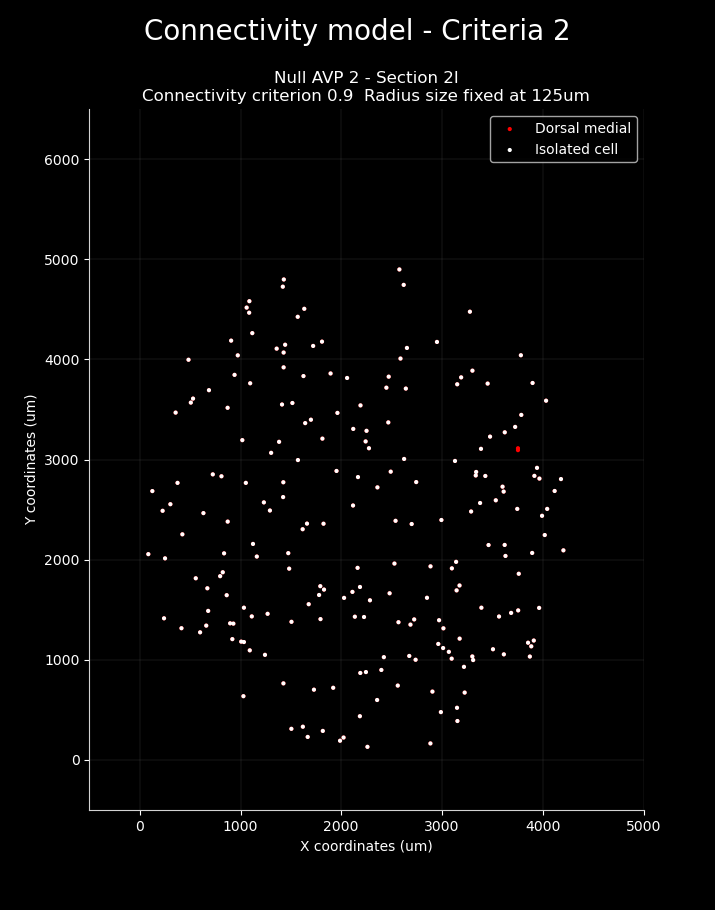 Connectivity model - Criteria 2
Null AVP 2 - Section 2l
Connectivity criterion 0.9  Radius size fixed at 125um
Dorsal medial
Isolated cell
6000
5000
4000
3000
2000
1000
0
Y coordinates (um)
0
1000
2000
3000
4000
5000
X coordinates (um)